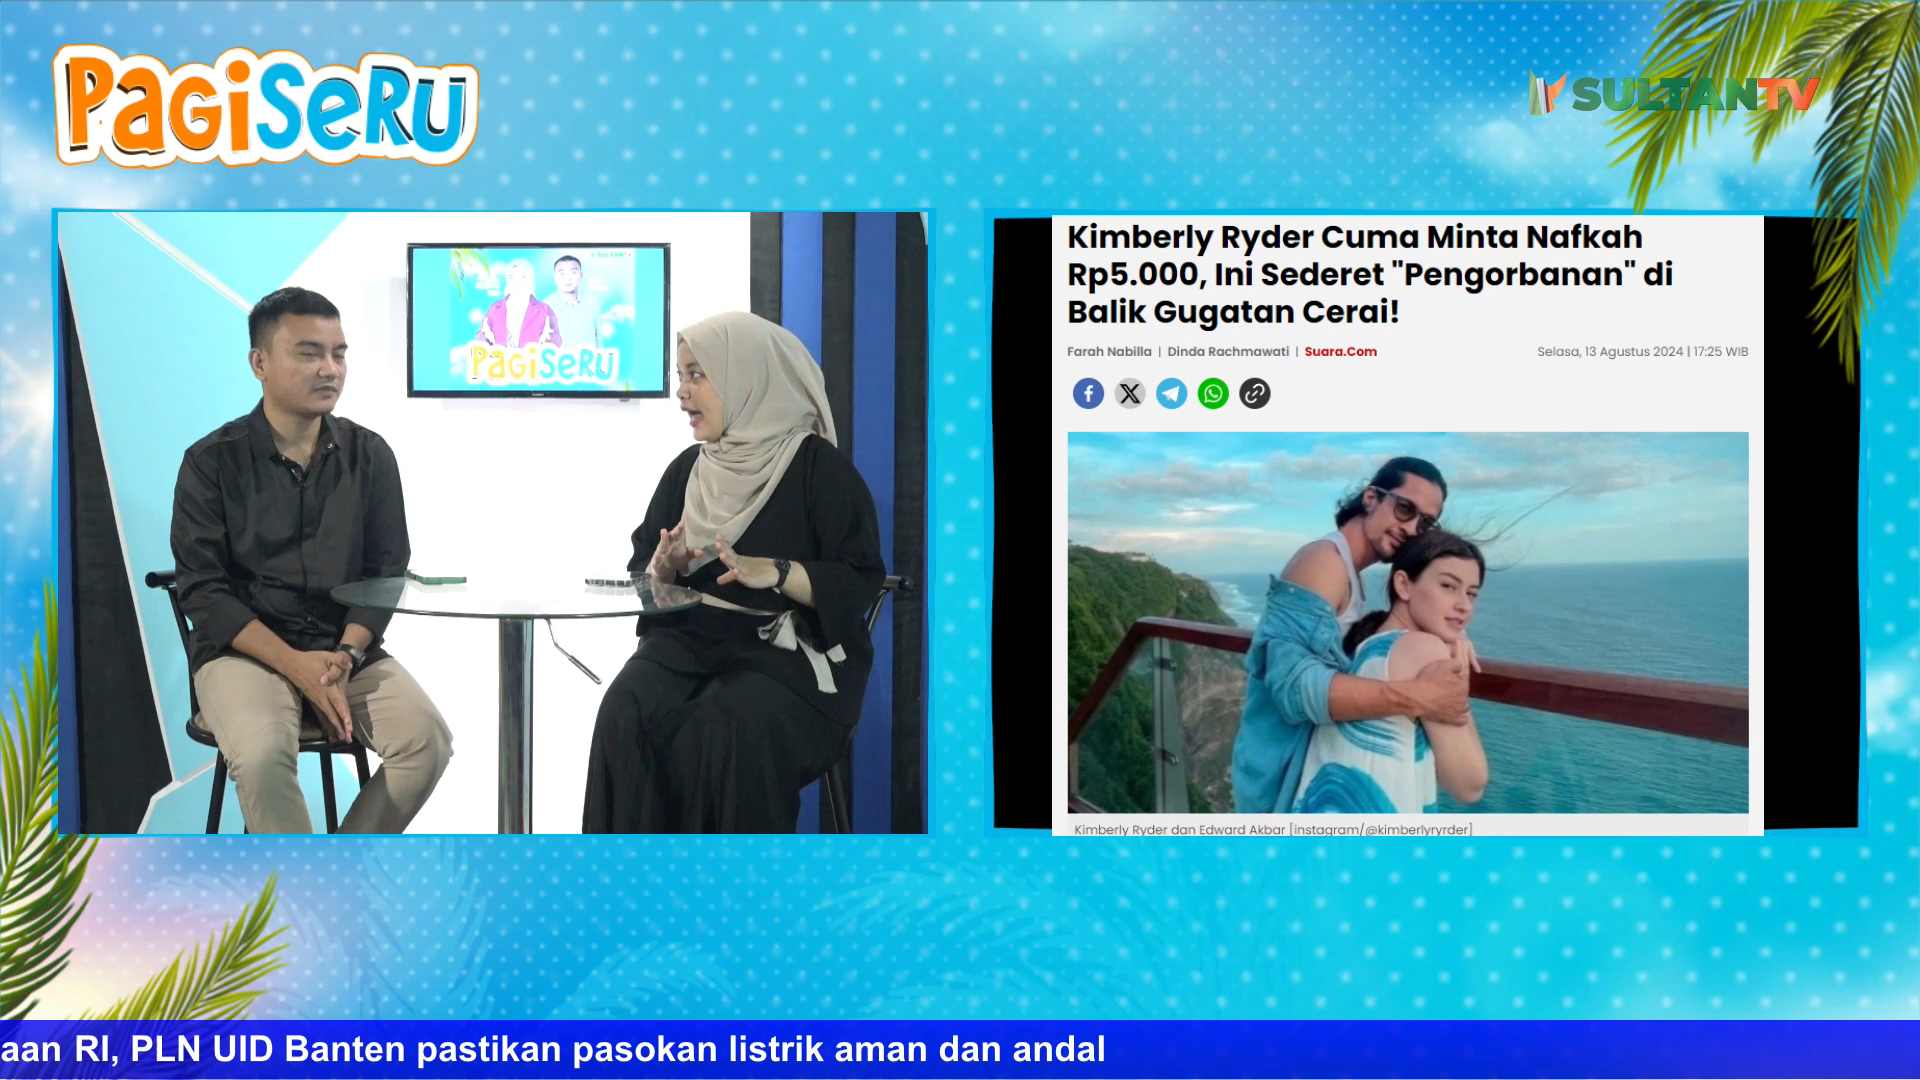 PAGISERU
SULTANTV
PAGISERU
Kimberly Ryder Cuma Minta Nafkah
Rp5.000, Ini Sederet "Pengorbanan" di
Balik Gugatan Cerai!
Farah Nabilla | Dinda Rachmawati | Suara.Com
Selasa, 13 Agustus 2024 | 17:25 WIB
Kimberly Ryder dan Edward Akbar [instagram/@kimberlyryrder]
aan RI, PLN UID Banten pastikan pasokan listrik aman dan andal